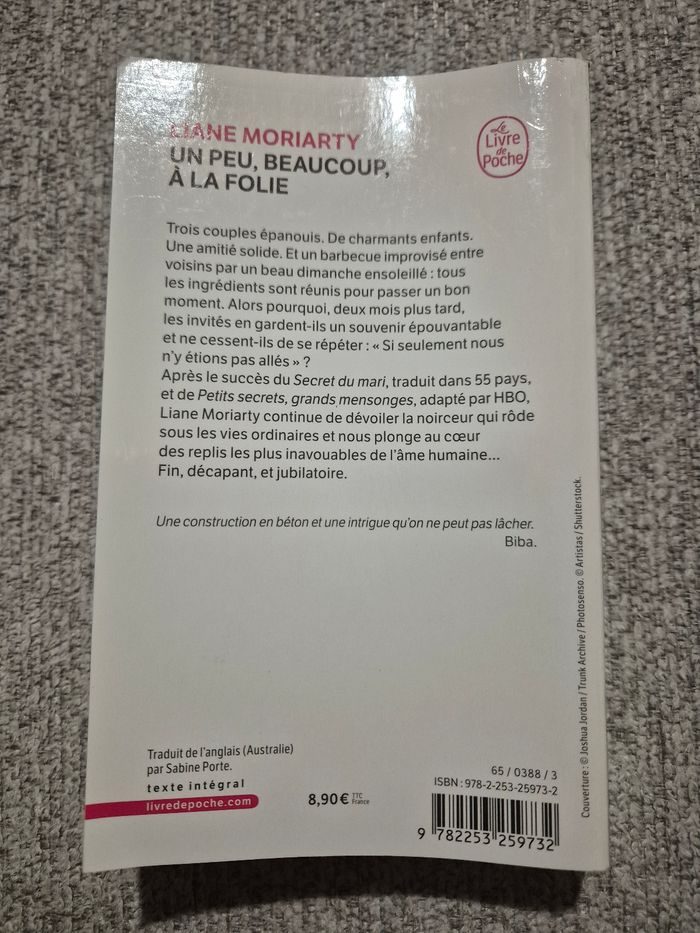 LIANE MORIARTY
UN PEU, BEAUCOUP,
À LA FOLIE
Le
Livre
de
Poche
Trois couples épanouis. De charmants enfants.
Une amitié solide. Et un barbecue improvisé entre
voisins par un beau dimanche ensoleillé : tous
les ingrédients sont réunis pour passer un bon
moment. Alors pourquoi, deux mois plus tard,
les invités en gardent-ils un souvenir épouvantable
et ne cessent-ils de se répéter : « Si seulement nous
n'y étions pas allés » ?
Après le succès du Secret du mari, traduit dans 55 pays,
et de Petits secrets, grands mensonges, adapté par HBO,
Liane Moriarty continue de dévoiler la noirceur qui rôde
sous les vies ordinaires et nous plonge au cœur
des replis les plus inavouables de l'âme humaine...
Fin, décapant, et jubilatoire.
Une construction en béton et une intrigue qu'on ne peut pas lâcher.
Biba.
Couverture : © Joshua Jordan / Trunk Archive / Photosenso. © Artistas / Shutterstock.
Traduit de l'anglais (Australie)
par Sabine Porte.
texte intégral
livredepoche.com
8,90 € TTC
France
65 / 0388 / 3
ISBN : 978-2-253-25973-2
9 782253 259732